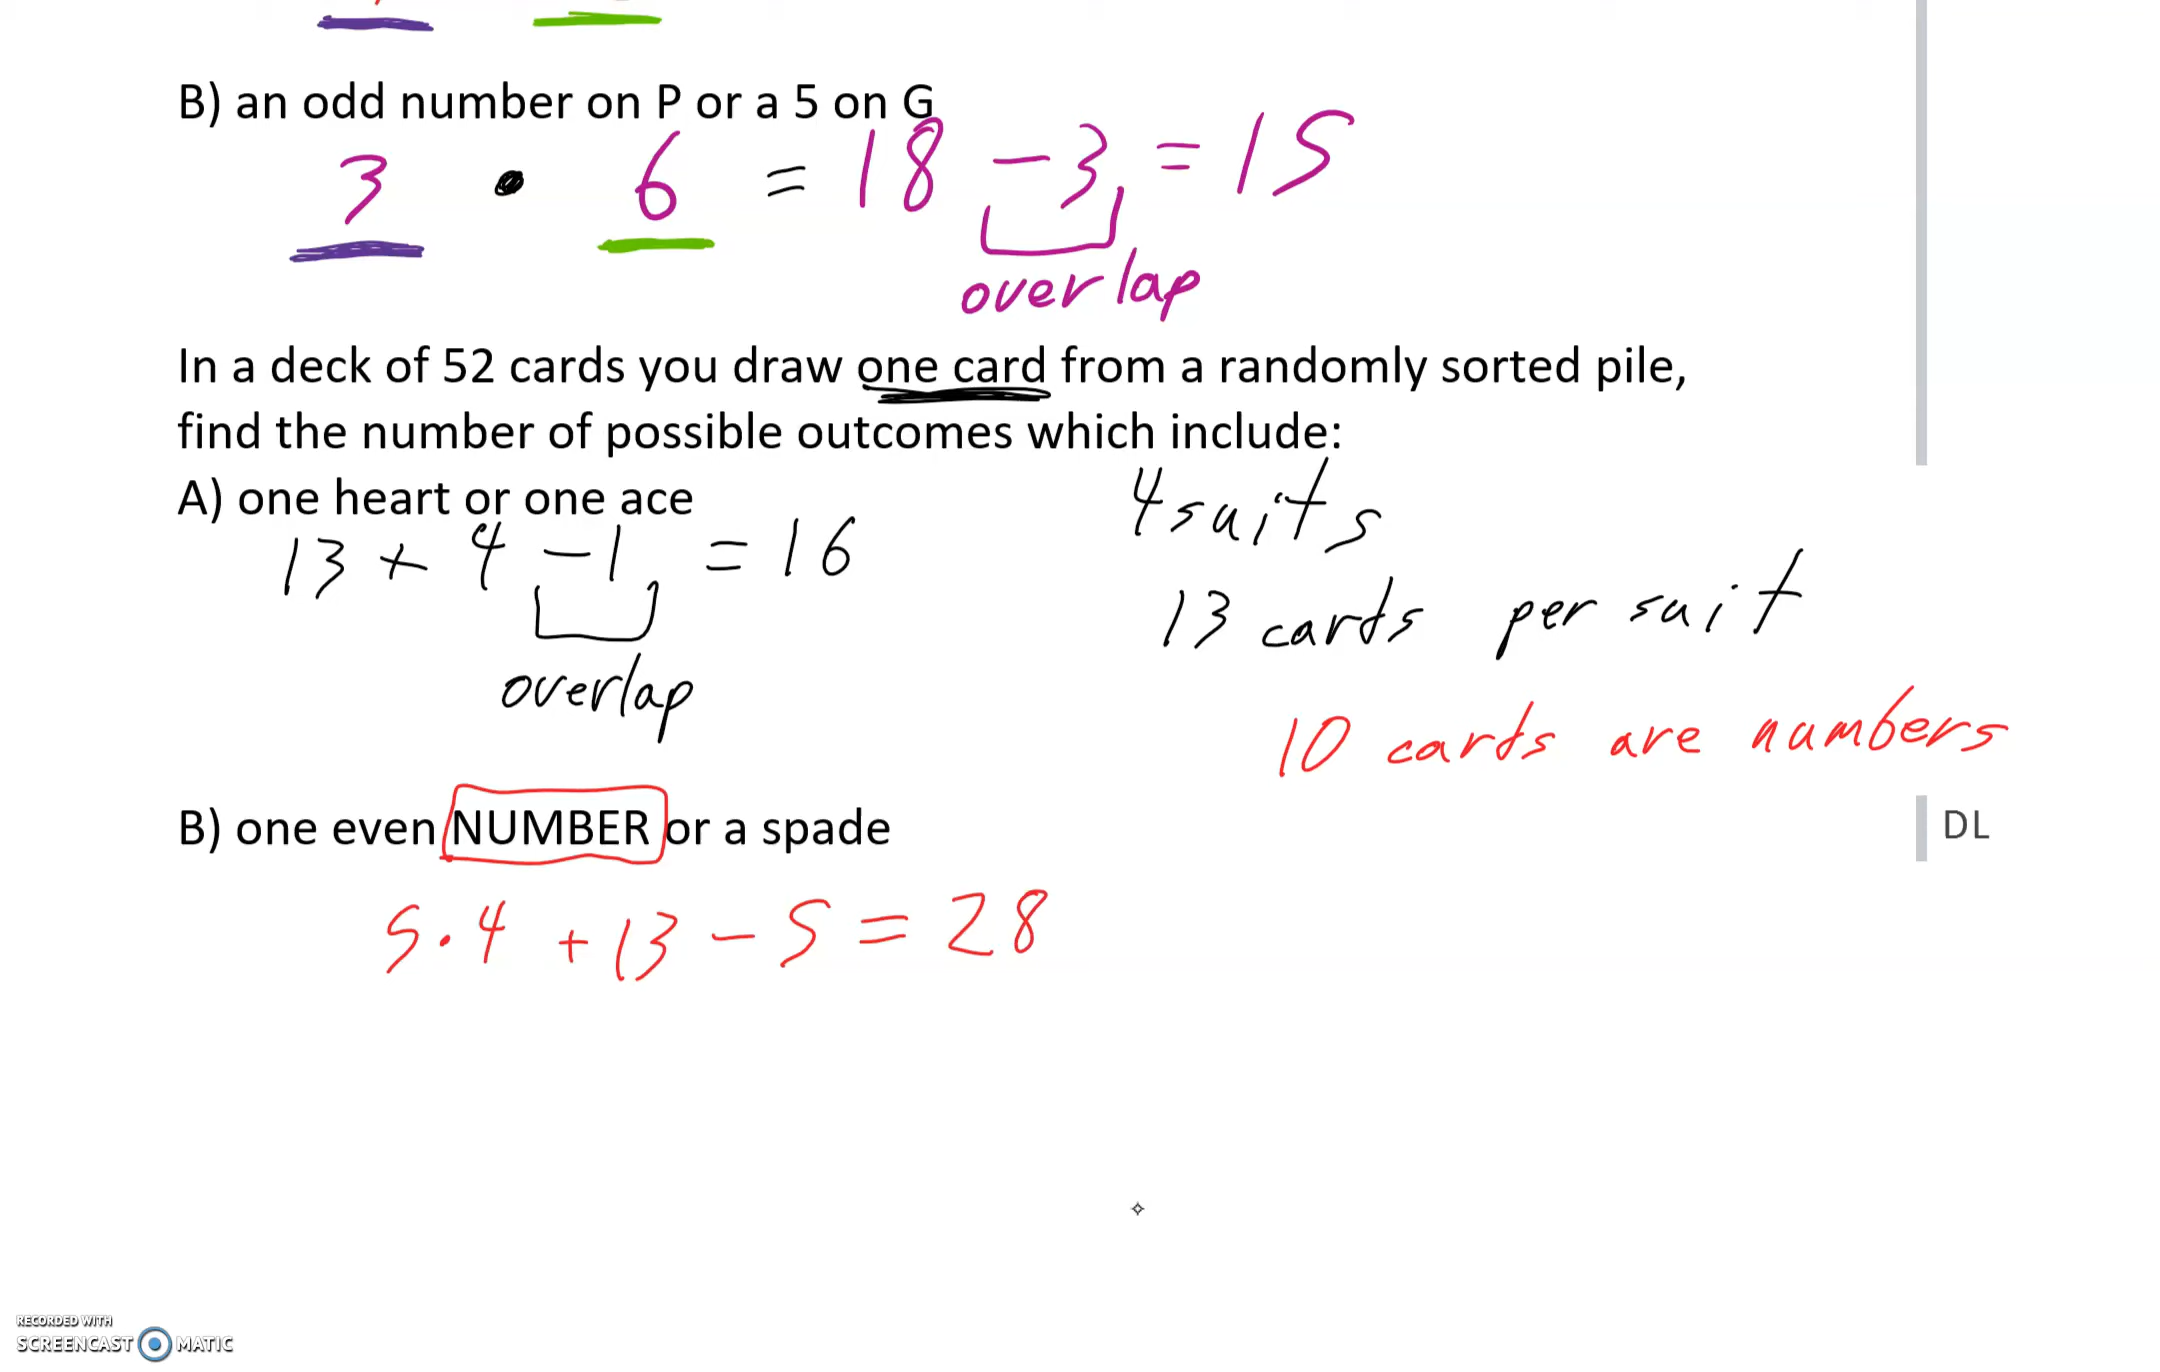 B) an odd number on P or a 5 on G
3 • 6 = 18 - 3 = 15
overlap
In a deck of 52 cards you draw one card from a randomly sorted pile,
find the number of possible outcomes which include:
A) one heart or one ace
4 suits
13 + 4 - 1 = 16
13 cards per suit
overlap
10 cards are numbers
B) one even NUMBER or a spade
DL
5·4 + 13 - 5 = 28
RECORDED WITH
SCREENCAST MATIC